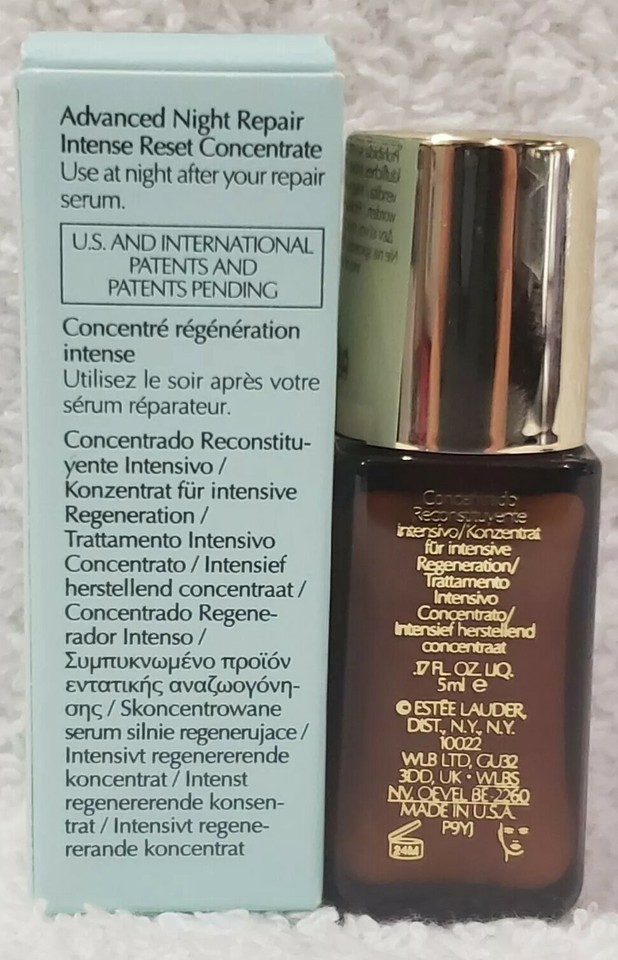 Advanced Night Repair
Intense Reset Concentrate
Use at night after your repair
serum.
U.S. AND INTERNATIONAL
PATENTS AND
PATENTS PENDING
Concentré régénération
intense
Utilisez le soir après votre
sérum réparateur.
Concentrado Reconstitu-
yente Intensivo /
Konzentrat für intensive
Regeneration /
Trattamento Intensivo
Concentrato / Intensief
herstellend concentraat /
Concentrado Regene-
rador Intenso /
Συμπυκνωμένο προϊόν
εντατικής αναζωογόνη-
σης / Skoncentrowane
serum silnie regenerujace /
Intensivt regenererende
koncentrat / Intenst
regenererende konsen-
trat / Intensivt regene-
rerande koncentrat
Concentrado
Reconstituyente
intensivo/Konzentrat
für intensive
Regeneration/
Trattamento
Intensivo
Concentrato/
Intensief herstellend
concentraat
.17 FL. OZ. LIQ.
5ml ℮
© ESTĒE LAUDER,
DIST., N.Y., N.Y.
10022
WLB LTD, GU32
3DD, UK • WLBS
NV, OEVEL BE-2260
MADE IN U.S.A.
P9YJ
24M